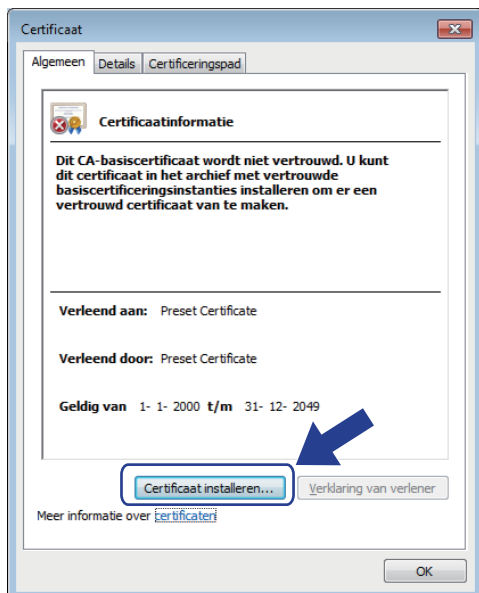 Certificaat
Algemeen Details Certificeringspad
Certificaatinformatie
Dit CA-basiscertificaat wordt niet vertrouwd. U kunt
dit certificaat in het archief met vertrouwde
basiscertificeringsinstanties installeren om er een
vertrouwd certificaat van te maken.
Verleend aan: Preset Certificate
Verleend door: Preset Certificate
Geldig van 1- 1- 2000 t/m 31- 12- 2049
Certificaat installeren... Verklaring van verlener
Meer informatie over certificaten
OK